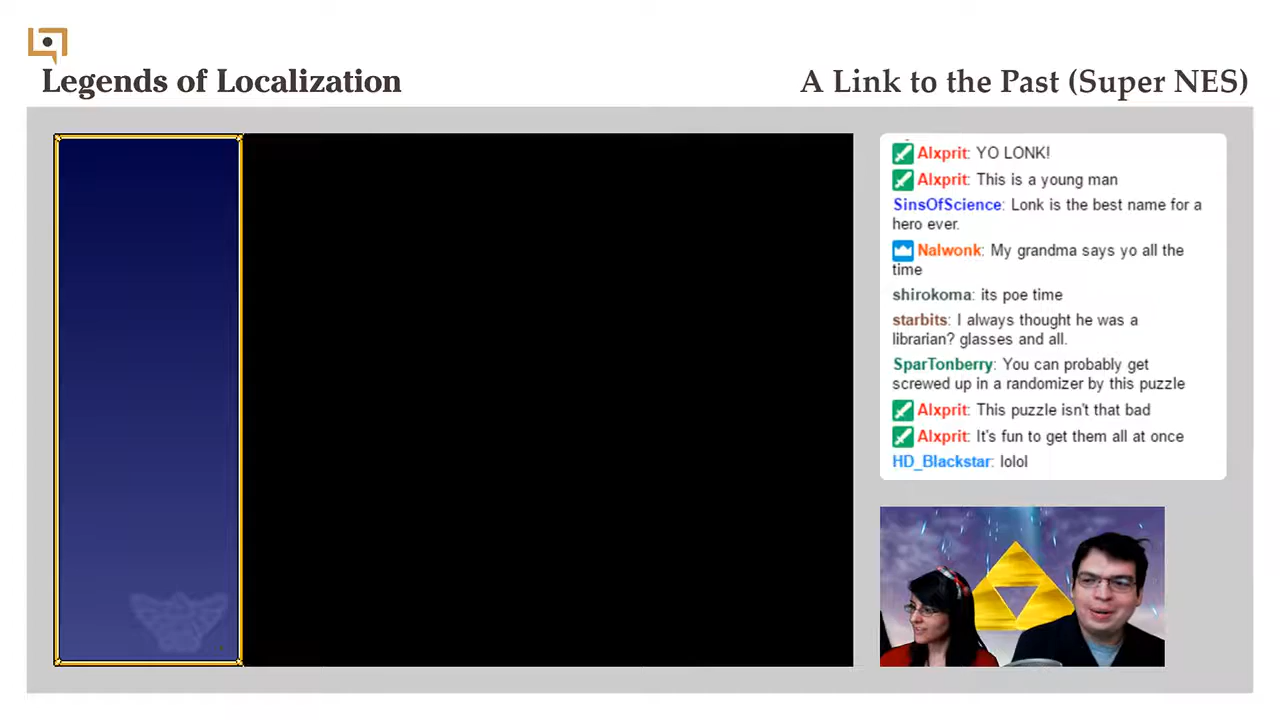 Legends of Localization
A Link to the Past (Super NES)
Alxprit: YO LONK!
Alxprit: This is a young man
SinsOfScience: Lonk is the best name for a
hero ever.
Nalwonk: My grandma says yo all the
time
shirokoma: its poe time
starbits: I always thought he was a
librarian? glasses and all.
SparTonberry: You can probably get
screwed up in a randomizer by this puzzle
Alxprit: This puzzle isn't that bad
Alxprit: It's fun to get them all at once
HD_Blackstar: lolol